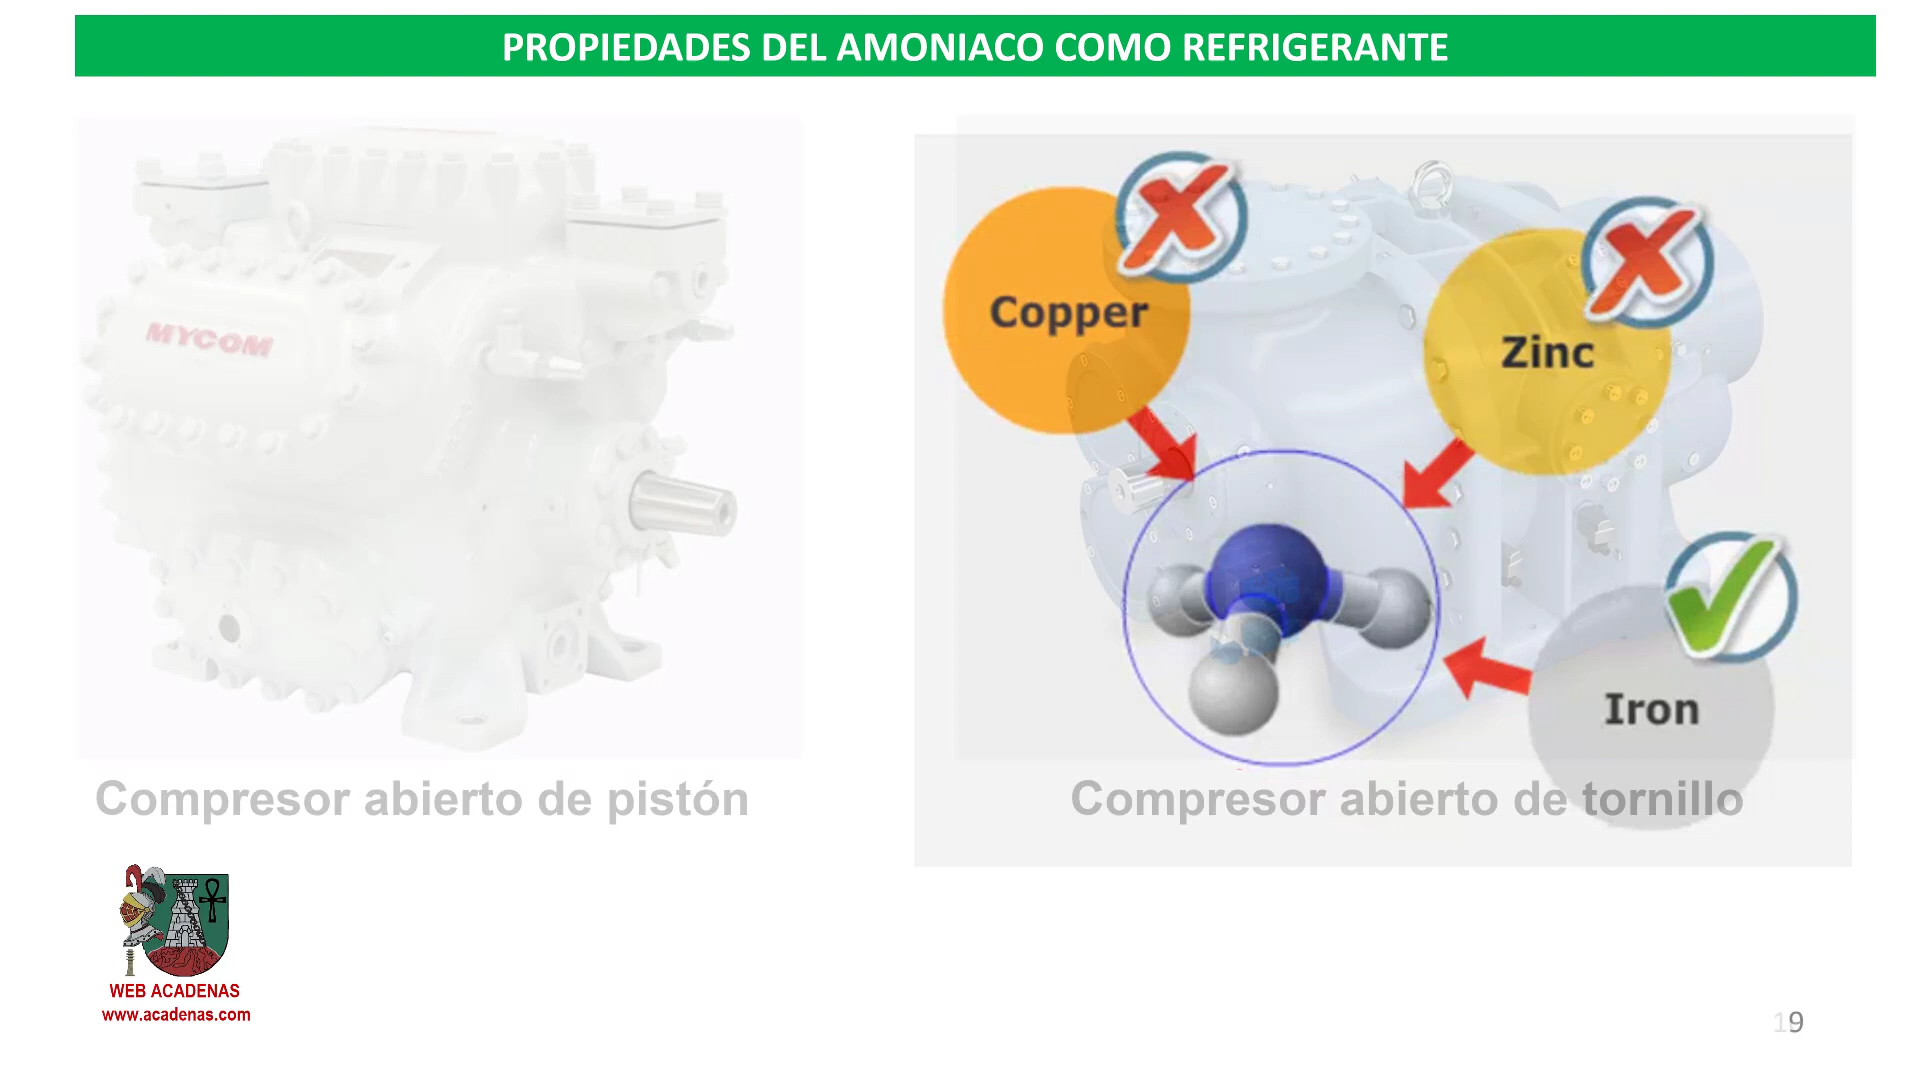 PROPIEDADES DEL AMONIACO COMO REFRIGERANTE
MYCOM
Copper
Zinc
Iron
Compresor abierto de pistón
Compresor abierto de tornillo
WEB ACADENAS
www.acadenas.com
19